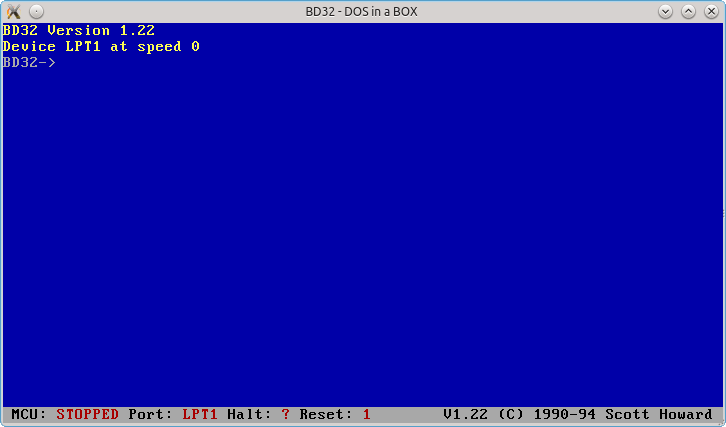 BD32 - DOS in a BOX
BD32 Version 1.22
Device LPT1 at speed 0
BD32->
MCU: STOPPED Port: LPT1 Halt: ? Reset: 1 V1.22 (C) 1990-94 Scott Howard